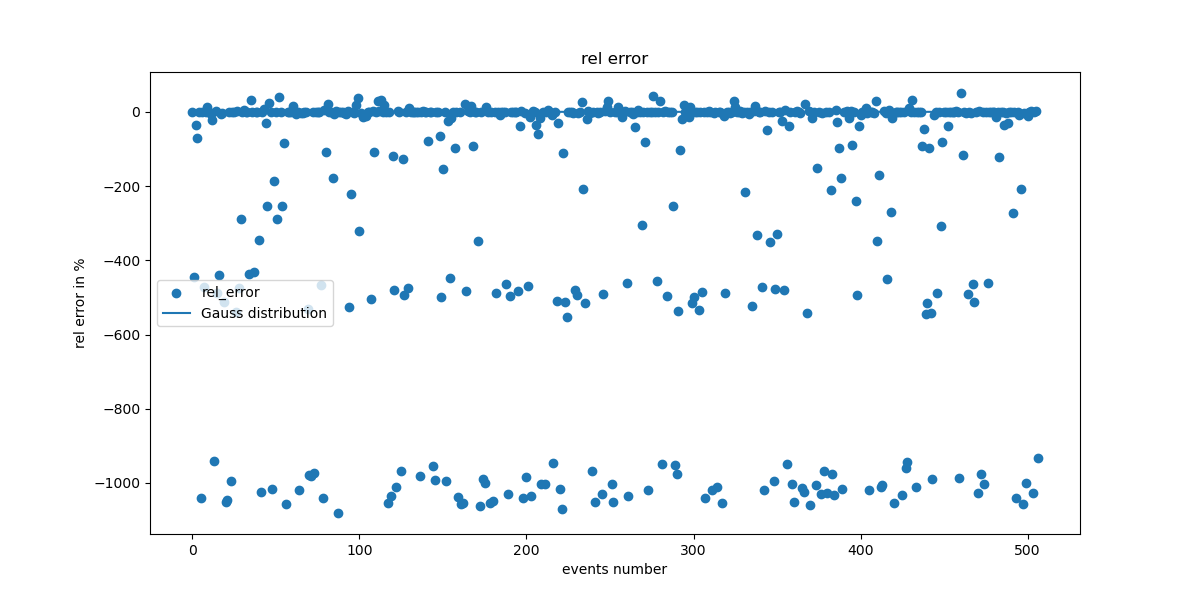 rel error
0
−200
−400
−600
−800
−1000
rel error in %
rel_error
Gauss distribution
0
100
200
300
400
500
events number